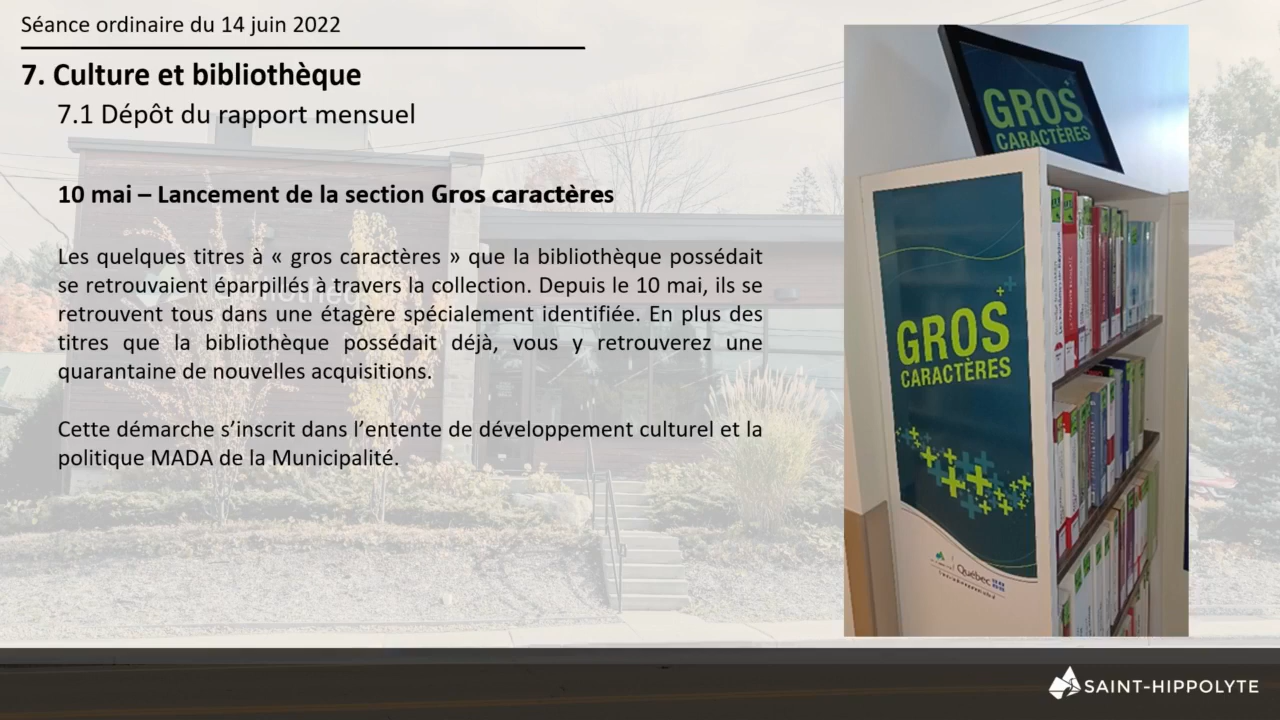 Séance ordinaire du 14 juin 2022
7. Culture et bibliothèque
7.1 Dépôt du rapport mensuel
10 mai – Lancement de la section Gros caractères
Les quelques titres à « gros caractères » que la bibliothèque possédait
se retrouvaient éparpillés à travers la collection. Depuis le 10 mai, ils se
retrouvent tous dans une étagère spécialement identifiée. En plus des
titres que la bibliothèque possédait déjà, vous y retrouverez une
quarantaine de nouvelles acquisitions.
Cette démarche s’inscrit dans l’entente de développement culturel et la
politique MADA de la Municipalité.
GROS
CARACTÈRES
GROS
CARACTÈRES
Québec
SAINT-HIPPOLYTE